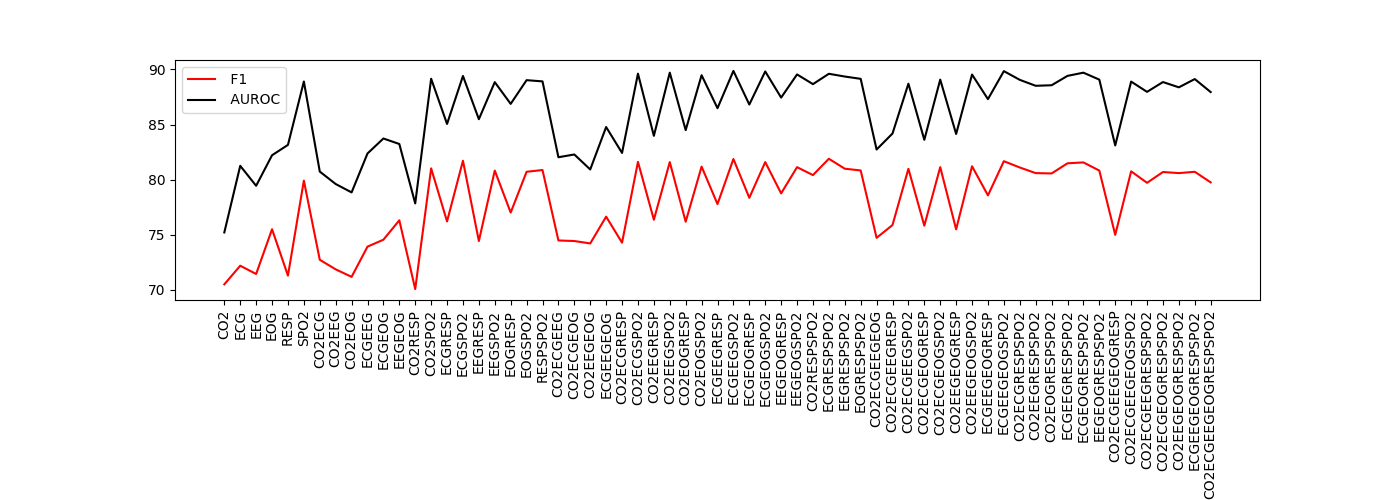 F1
AUROC
90
85
80
75
70
CO2
ECG
EEG
EOG
RESP
SPO2
CO2ECG
CO2EEG
CO2EOG
ECGEEG
ECGEOG
EEGEOG
CO2RESP
CO2SPO2
ECGRESP
ECGSPO2
EEGRESP
EEGSPO2
EOGRESP
EOGSPO2
RESPSPO2
CO2ECGEEG
CO2ECGEOG
CO2EEGEOG
ECGEEGEOG
CO2ECGRESP
CO2ECGSPO2
CO2EEGRESP
CO2EEGSPO2
CO2EOGRESP
CO2EOGSPO2
ECGEEGRESP
ECGEEGSPO2
ECGEOGRESP
ECGEOGSPO2
EEGEOGRESP
EEGEOGSPO2
CO2RESPSPO2
ECGRESPSPO2
EEGRESPSPO2
EOGRESPSPO2
CO2ECGEEGEOG
CO2ECGEEGRESP
CO2ECGEEGSPO2
CO2ECGEOGRESP
CO2ECGEOGSPO2
CO2EEGEOGRESP
CO2EEGEOGSPO2
ECGEEGEOGRESP
ECGEEGEOGSPO2
CO2ECGRESPSPO2
CO2EEGRESPSPO2
CO2EOGRESPSPO2
ECGEEGRESPSPO2
ECGEOGRESPSPO2
EEGEOGRESPSPO2
CO2ECGEEGEOGRESP
CO2ECGEEGEOGSPO2
CO2ECGEEGRESPSPO2
CO2ECGEOGRESPSPO2
CO2EEGEOGRESPSPO2
ECGEEGEOGRESPSPO2
CO2ECGEEGEOGRESPSPO2